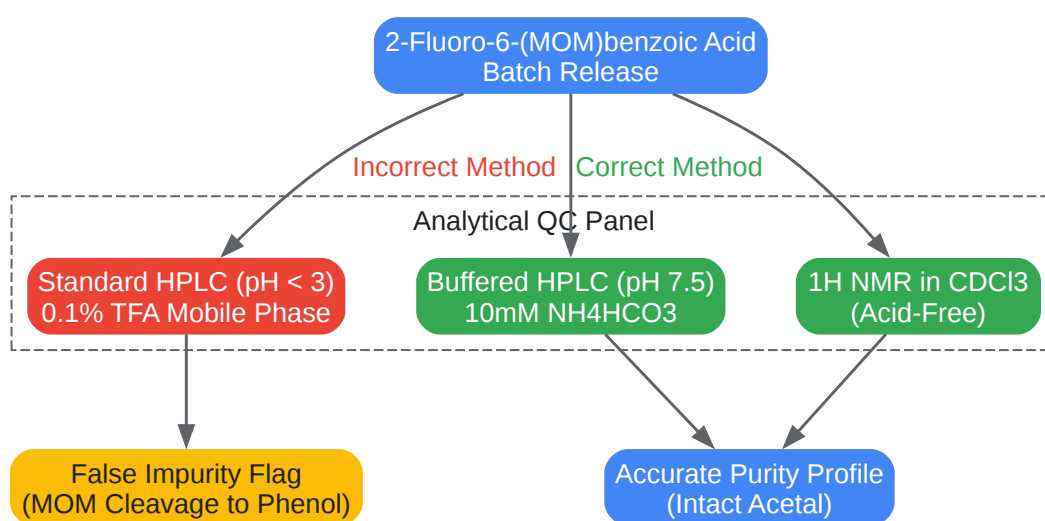 2-Fluoro-6-(MOM)benzoic Acid
Batch Release
Incorrect Method
Correct Method
Analytical QC Panel
Standard HPLC (pH < 3)
0.1% TFA Mobile Phase
Buffered HPLC (pH 7.5)
10mM NH4HCO3
1H NMR in CDCl3
(Acid-Free)
False Impurity Flag
(MOM Cleavage to Phenol)
Accurate Purity Profile
(Intact Acetal)